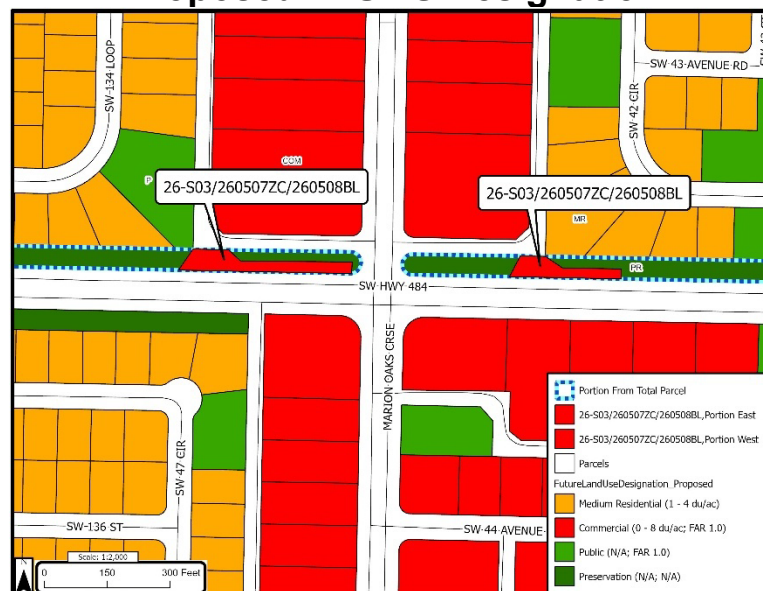 SW 134 LOOP
SW 43 AVENUE RD
SW 42 CIR
COM
P
26-S03/260507ZC/260508BL
26-S03/260507ZC/260508BL
MR
PR
SW HWY 484
MARION OAKS CRSE
SW 47 CIR
SW 136 ST
SW 44 AVENUE
Portion From Total Parcel
26-S03/260507ZC/260508BL,Portion East
26-S03/260507ZC/260508BL,Portion West
Parcels
FutureLandUseDesignation_Proposed
Medium Residential (1 - 4 du/ac)
Commercial (0 - 8 du/ac; FAR 1.0)
Public (N/A; FAR 1.0)
Preservation (N/A; N/A)
N
Scale: 1:2,000
0 150 300 Feet